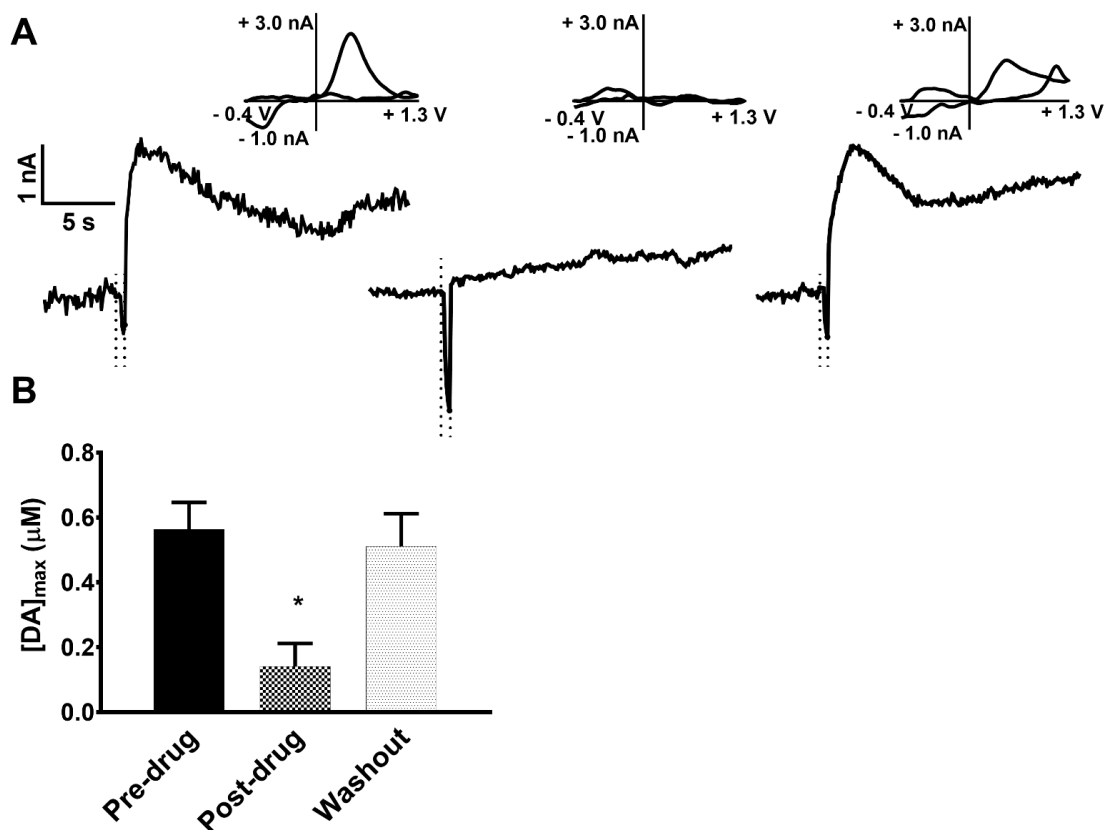 A
+ 3.0 nA
- 0.4 V
+ 1.3 V
- 1.0 nA
+ 3.0 nA
- 0.4 V
+ 1.3 V
- 1.0 nA
+ 3.0 nA
- 0.4 V
+ 1.3 V
- 1.0 nA
1 nA
5 s
B
[DA]max (μM)
0.8
0.6
0.4
0.2
0.0
*
Pre-drug
Post-drug
Washout